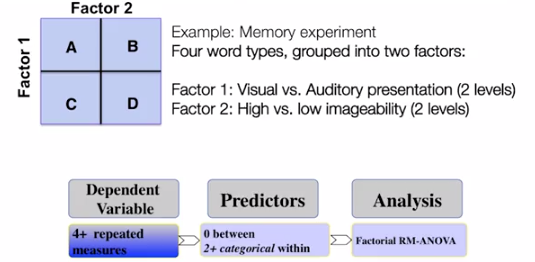 Factor 2
Factor 1
A B
C D
Example: Memory experiment
Four word types, grouped into two factors:
Factor 1: Visual vs. Auditory presentation (2 levels)
Factor 2: High vs. low imageability (2 levels)
Dependent
Variable
Predictors
Analysis
4+ repeated
measures
0 between
2+ categorical within
Factorial RM-ANOVA